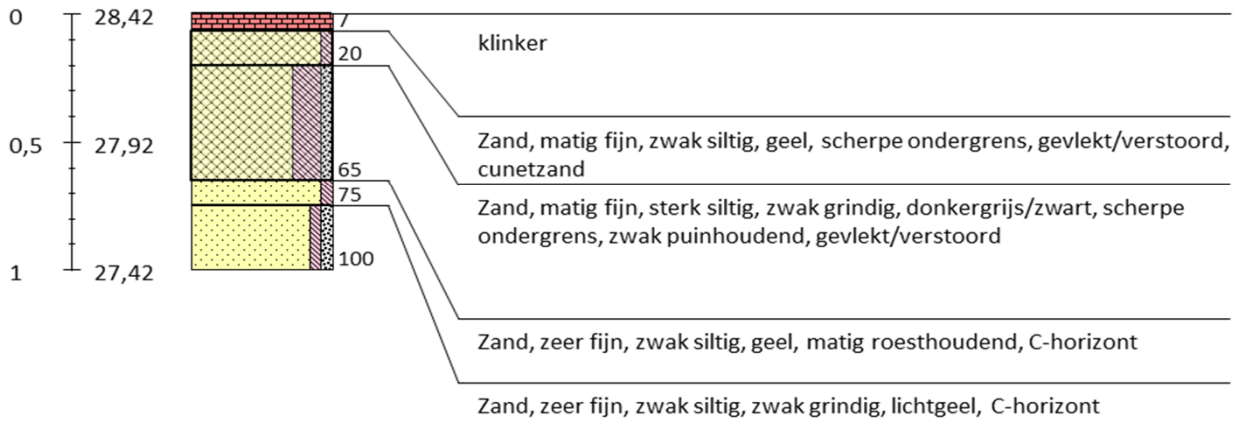 0
28,42
7
klinker
20
Zand, matig fijn, zwak siltig, geel, scherpe ondergrens, gevlekt/verstoord,
cunetzand
0,5
27,92
65
75
Zand, matig fijn, sterk siltig, zwak grindig, donkergrijs/zwart, scherpe
ondergrens, zwak puinhoudend, gevlekt/verstoord
100
1
27,42
Zand, zeer fijn, zwak siltig, geel, matig roesthoudend, C-horizont
Zand, zeer fijn, zwak siltig, zwak grindig, lichtgeel, C-horizont